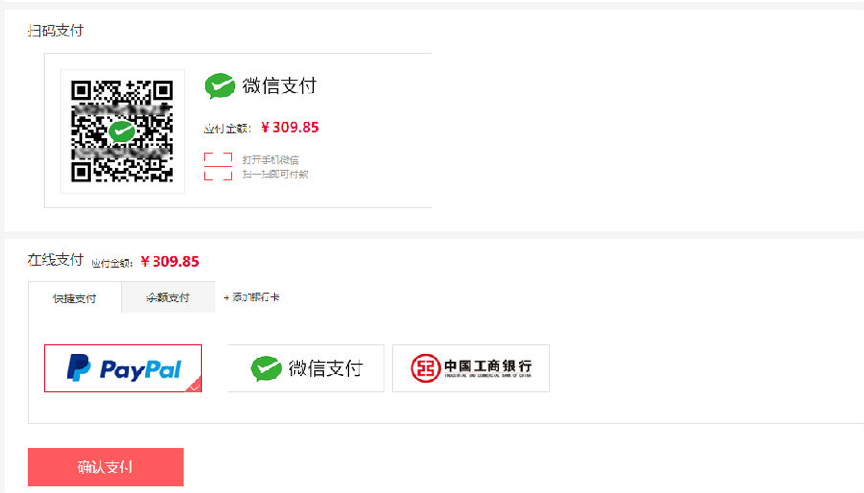 扫码支付
微信支付
应付金额：￥309.85
打开手机微信
扫一扫即可付款
在线支付 应付金额：￥309.85
快捷支付 余额支付 + 添加银行卡
PayPal 微信支付 中国工商银行
INDUSTRIAL AND COMMERCIAL BANK OF CHINA
确认支付